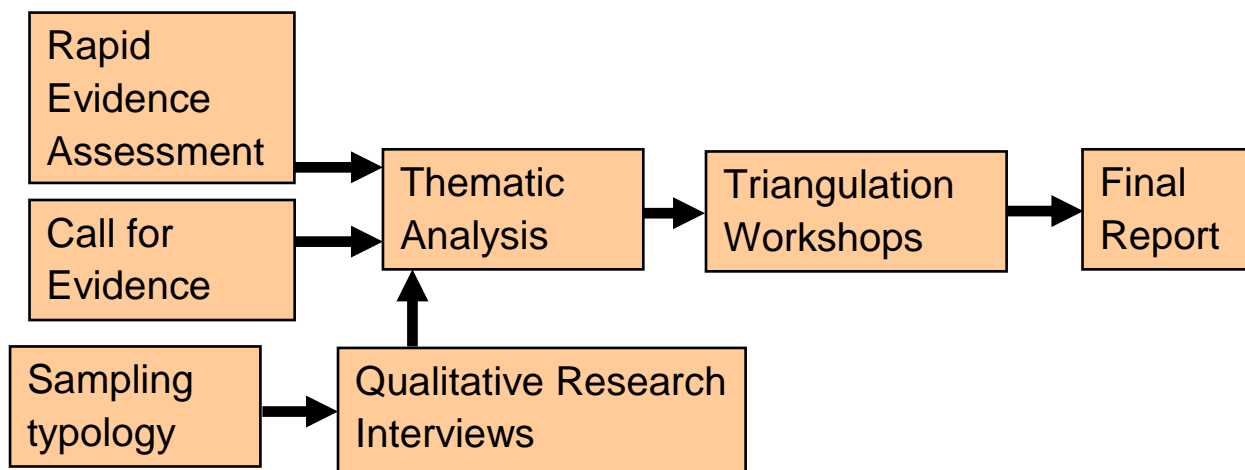 Rapid
Evidence
Assessment
Call for
Evidence
Sampling
typology
Qualitative Research
Interviews
Thematic
Analysis
Triangulation
Workshops
Final
Report